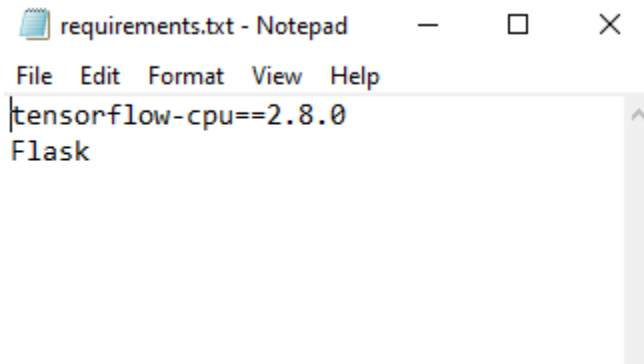 requirements.txt - Notepad
File Edit Format View Help
tensorflow-cpu==2.8.0
Flask